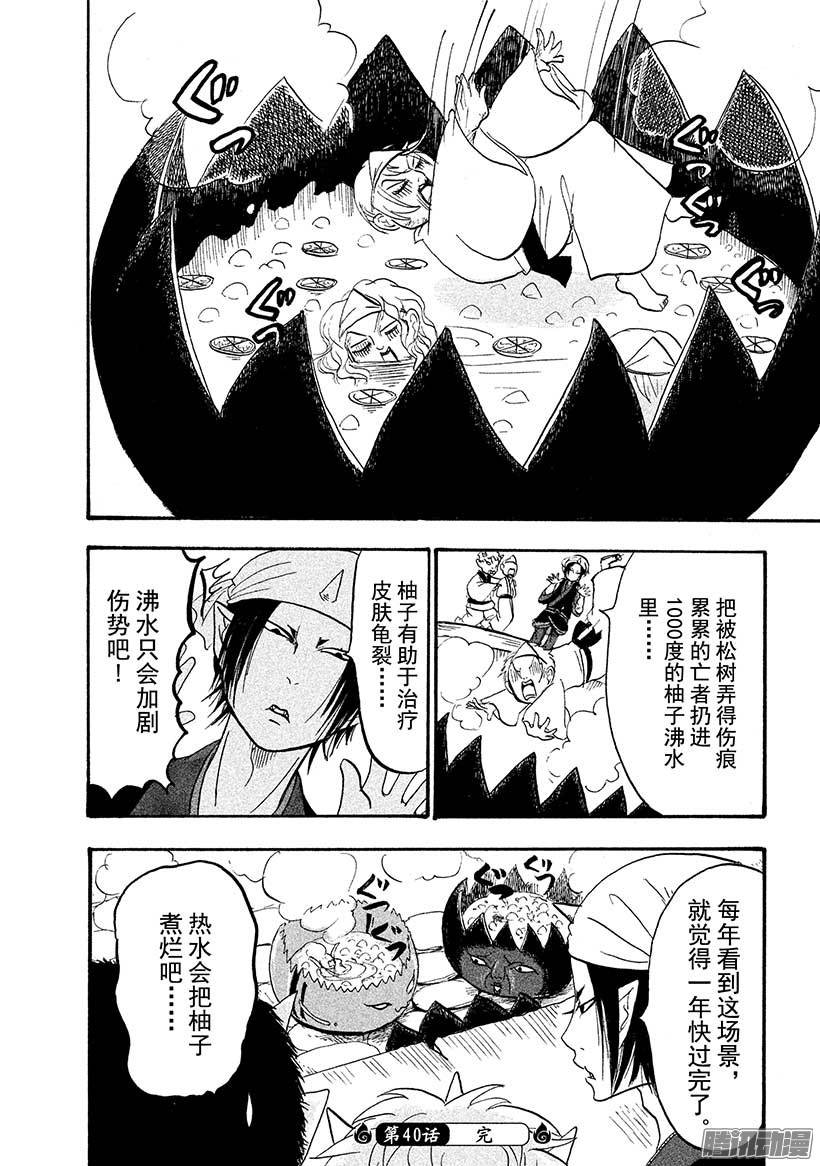 ぐつ
ぐつ
ぐつ
ぐつ
把被松树弄得伤痕
累累的亡者扔进
1000度的柚子沸水
里……
柚子有助于治疗
皮肤龟裂……
沸水只会加剧
伤势吧！
ぐつ
ぐつ
每年看到这场景，
就觉得一年快过完了。
热水会把柚子
煮烂吧……
第40话 完
腾讯动漫